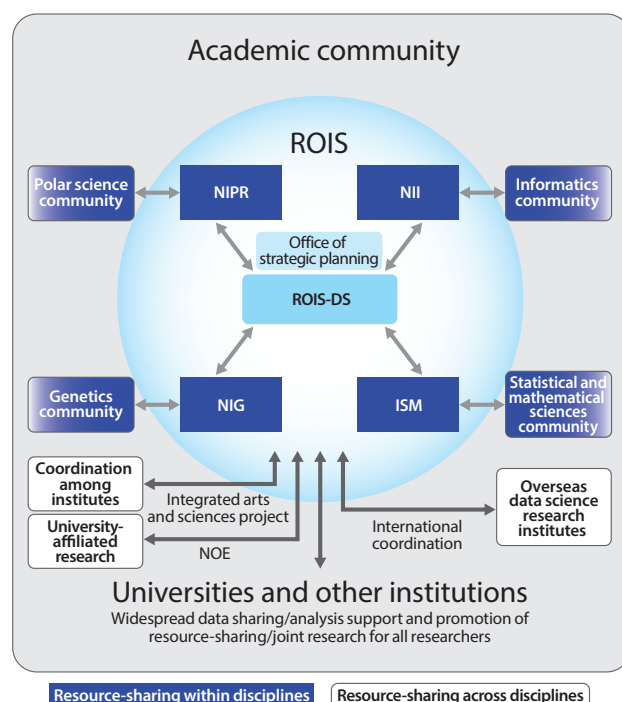 Academic community
ROIS
Polar science
community
NIPR
NII
Informatics
community
Office of
strategic planning
ROIS-DS
Genetics
community
NIG
ISM
Statistical and
mathematical
sciences
community
Coordination
among
institutes
Integrated arts
and sciences project
University-
affiliated
research
NOE
International
coordination
Overseas
data science
research
institutes
Universities and other institutions
Widespread data sharing/analysis support and promotion of
resource-sharing/joint research for all researchers
Resource-sharing within disciplines
Resource-sharing across disciplines